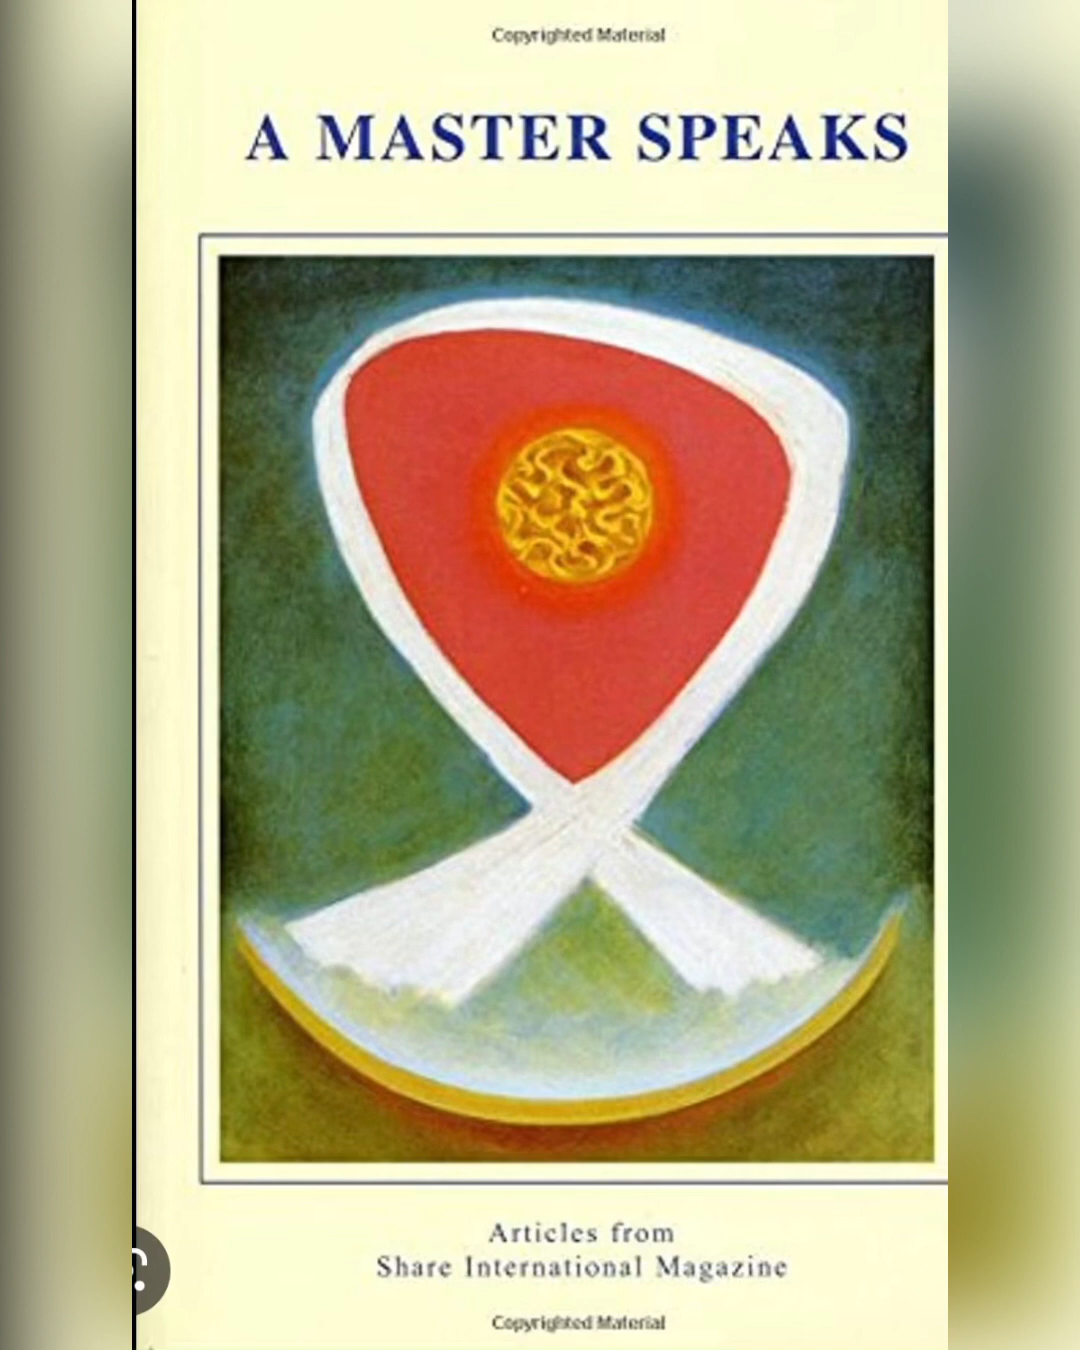 Copyrighted Material
A MASTER SPEAKS
Articles from
Share International Magazine
Copyrighted Material